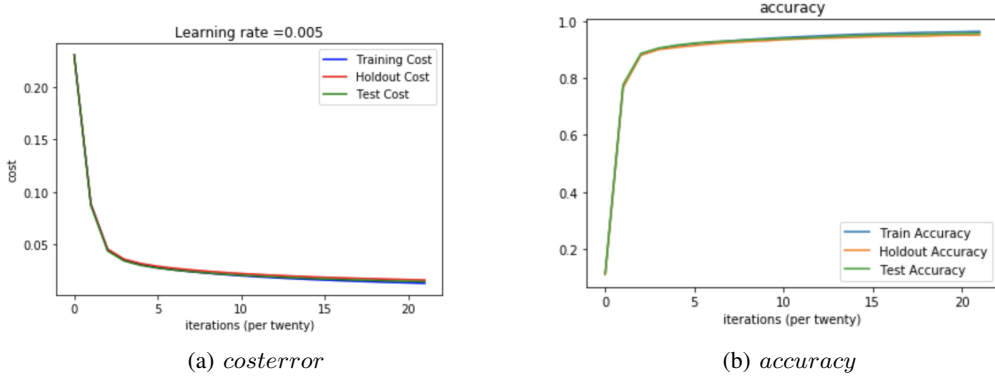 Learning rate =0.005
cost
0.20
0.15
0.10
0.05
Training Cost
Holdout Cost
Test Cost
0 5 10 15 20
iterations (per twenty)
(a) costerror
accuracy
1.0
0.8
0.6
0.4
0.2
Train Accuracy
Holdout Accuracy
Test Accuracy
0 5 10 15 20
iterations (per twenty)
(b) accuracy